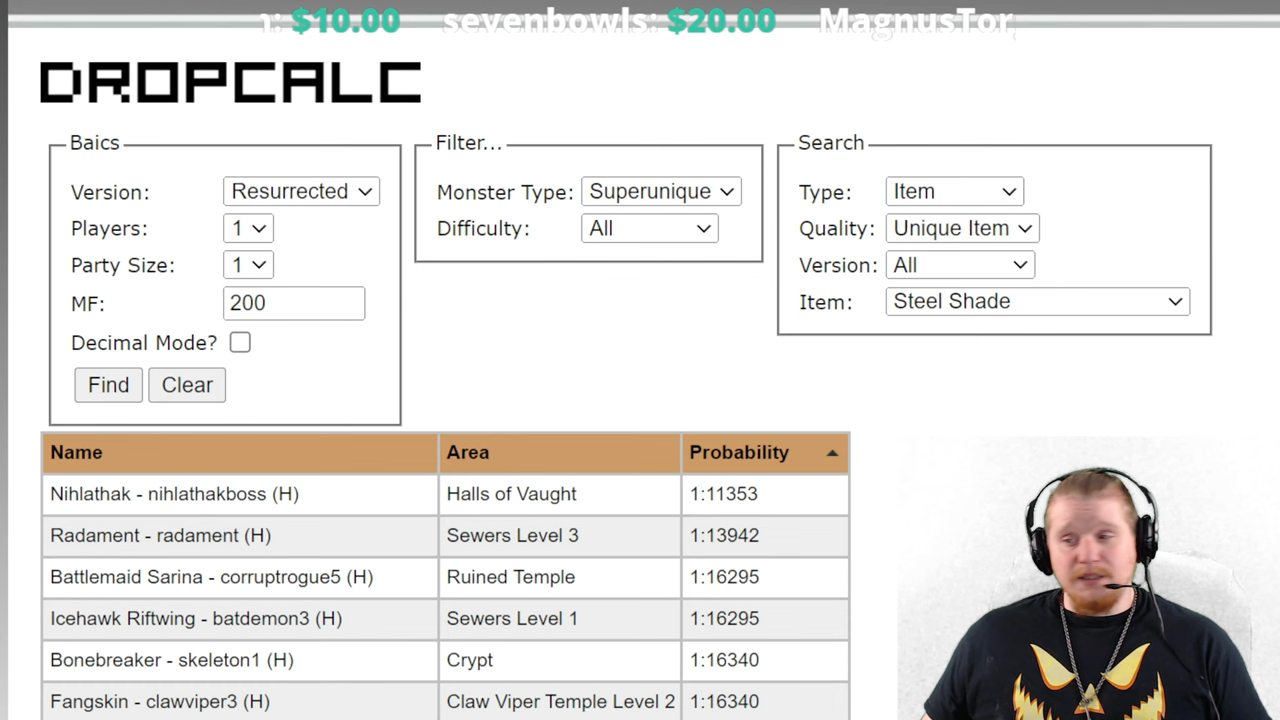 : $10.00 sevenbowls: $20.00 MagnusTor
DROPCALC
Baics
Version: Resurrected
Players: 1
Party Size: 1
MF: 200
Decimal Mode?
Find Clear
Filter...
Monster Type: Superunique
Difficulty: All
Search
Type: Item
Quality: Unique Item
Version: All
Item: Steel Shade
Name Area Probability
Nihlathak - nihlathakboss (H) Halls of Vaught 1:11353
Radament - radament (H) Sewers Level 3 1:13942
Battlemaid Sarina - corruptrogue5 (H) Ruined Temple 1:16295
Icehawk Riftwing - batdemon3 (H) Sewers Level 1 1:16295
Bonebreaker - skeleton1 (H) Crypt 1:16340
Fangskin - clawviper3 (H) Claw Viper Temple Level 2 1:16340